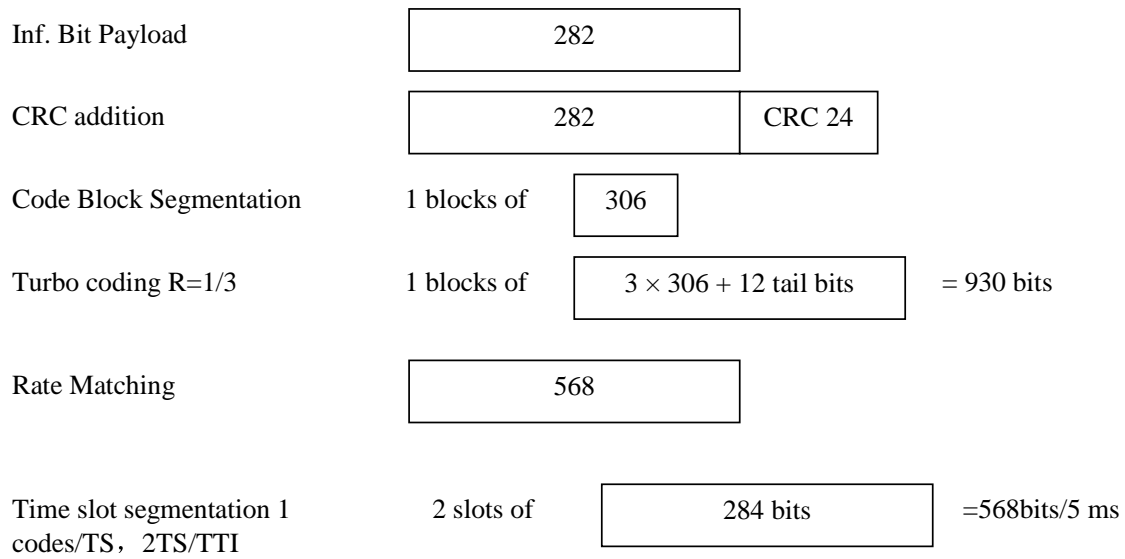 Inf. Bit Payload 282
CRC addition 282 CRC 24
Code Block Segmentation 1 blocks of 306
Turbo coding R=1/3 1 blocks of 3 × 306 + 12 tail bits = 930 bits
Rate Matching 568
Time slot segmentation 1 2 slots of 284 bits =568bits/5 ms
codes/TS，2TS/TTI